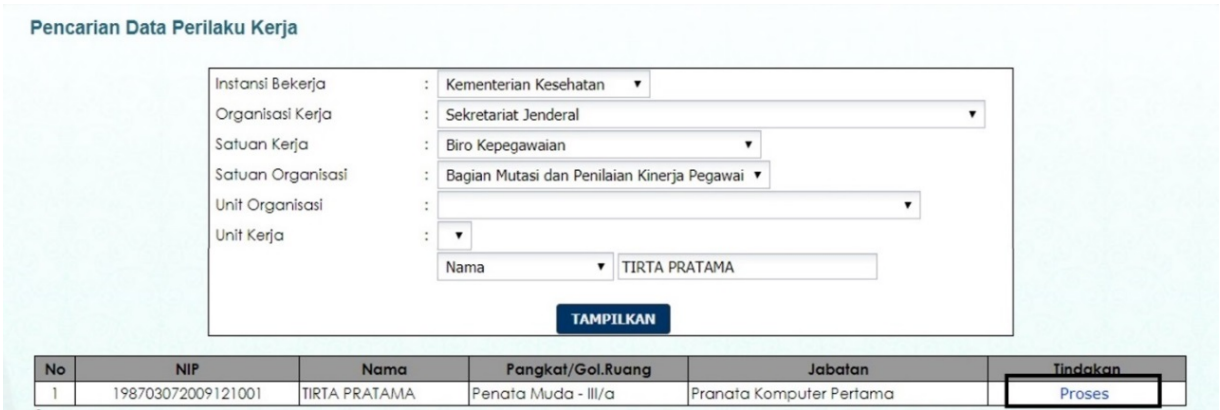 Pencarian Data Perilaku Kerja
Instansi Bekerja : Kementerian Kesehatan
Organisasi Kerja : Sekretariat Jenderal
Satuan Kerja : Biro Kepegawaian
Satuan Organisasi : Bagian Mutasi dan Penilaian Kinerja Pegawai
Unit Organisasi :
Unit Kerja :
Nama TIRTA PRATAMA
TAMPILKAN
No NIP Nama Pangkat/Gol.Ruang Jabatan Tindakan
1 198703072009121001 TIRTA PRATAMA Penata Muda - III/a Pranata Komputer Pertama Proses